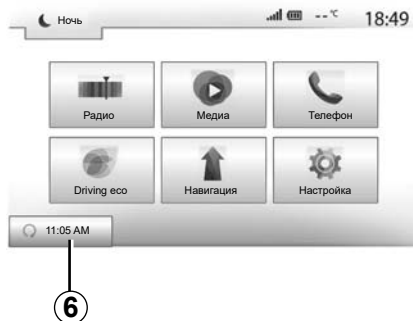 Ночь --°C 18:49
Радио Медиа Телефон
Driving eco Навигация Настройка
11:05 AM
6